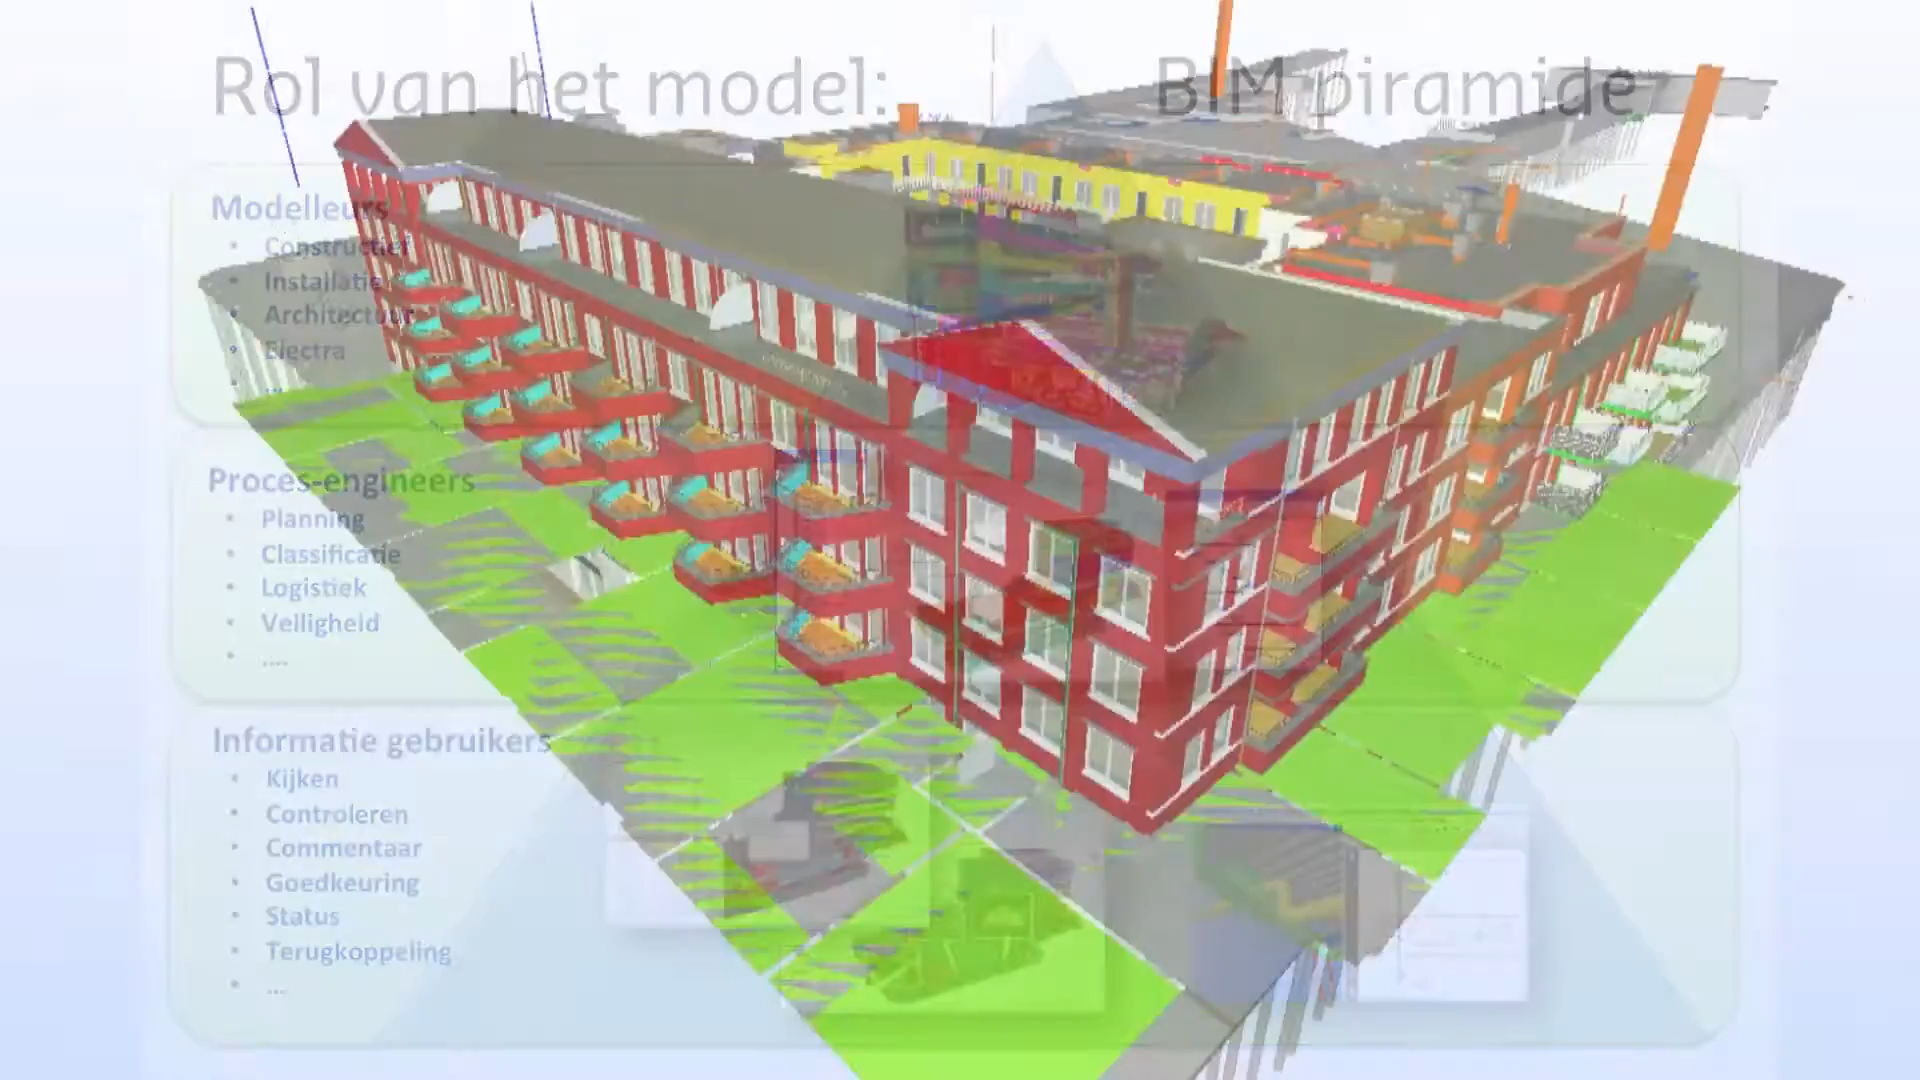 Rol van het model: BIM piramide
Modelleurs
• Constructief
• Installatie
• Architectuur
• Electra
• ...
Proces-engineers
• Planning
• Classificatie
• Logistiek
• Veiligheid
• ....
Informatie gebruikers
• Kijken
• Controleren
• Commentaar
• Goedkeuring
• Status
• Terugkoppeling
• ...